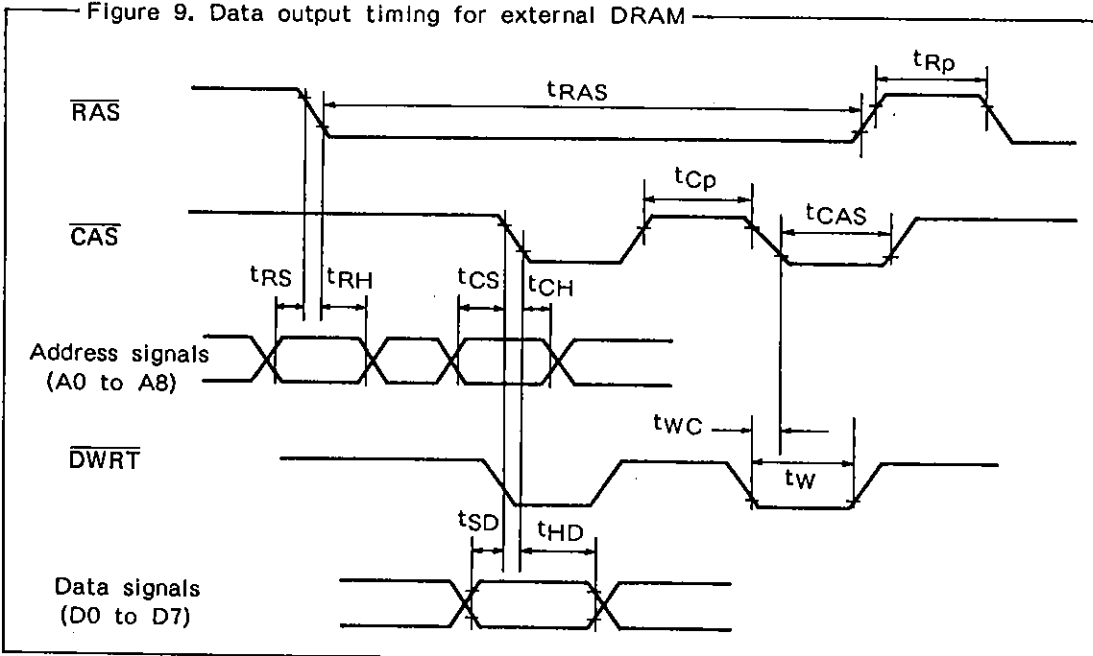 Figure 9. Data output timing for external DRAM
tRp
tRAS
RAS
tCp
tCAS
CAS
tRS
tRH
tCS
tCH
Address signals
(A0 to A8)
tWC
DWRT
tW
tSD
tHD
Data signals
(D0 to D7)